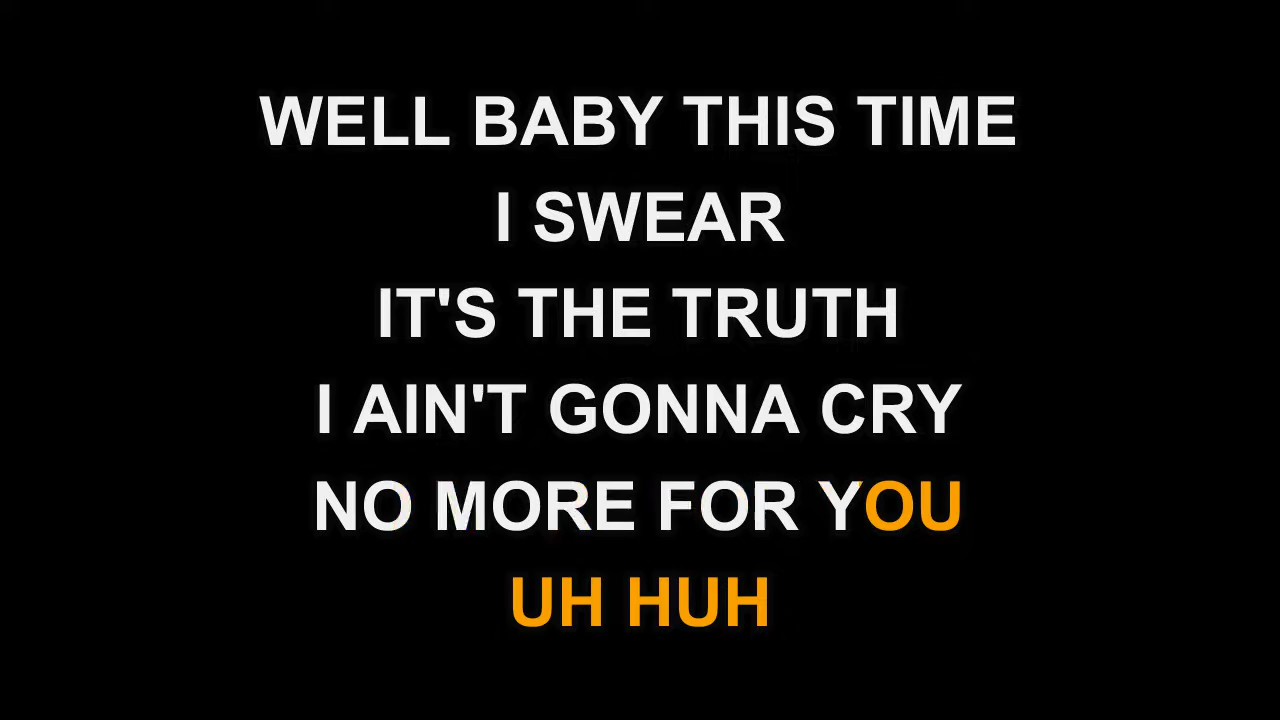 WELL BABY THIS TIME
I SWEAR
IT'S THE TRUTH
I AIN'T GONNA CRY
NO MORE FOR YOU
UH HUH